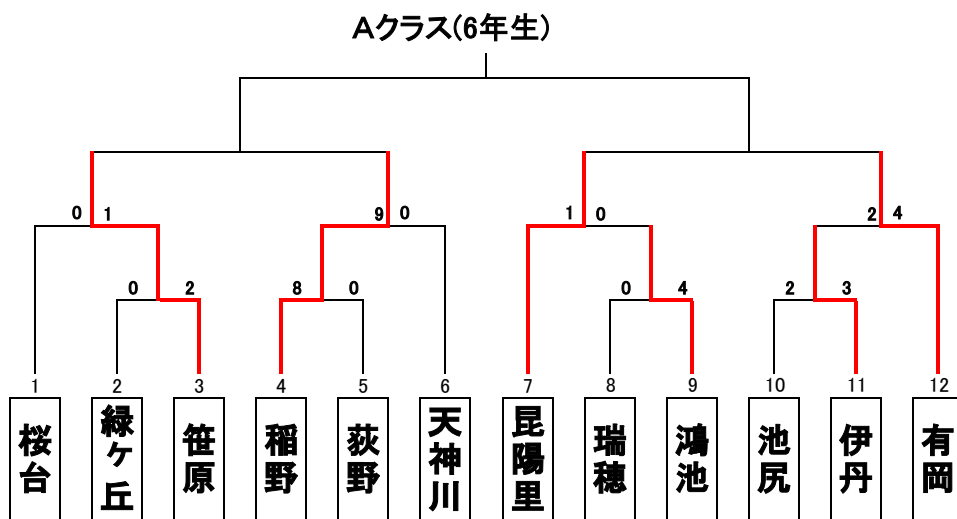 Aクラス(6年生)
0 1 9 0 1 0 2 4
0 2 8 0 0 4 2 3
1 2 3 4 5 6 7 8 9 10 11 12
桜台 緑ヶ丘 笹原 稲野 荻野 天神川 昆陽里 瑞穂 鴻池 池尻 伊丹 有岡